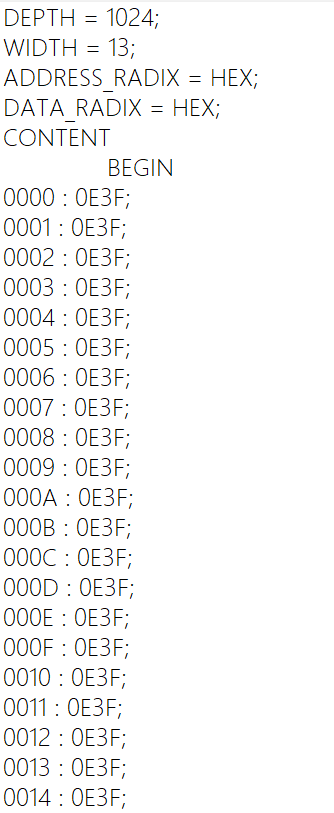 DEPTH = 1024;
WIDTH = 13;
ADDRESS_RADIX = HEX;
DATA_RADIX = HEX;
CONTENT
BEGIN
0000 : 0E3F;
0001 : 0E3F;
0002 : 0E3F;
0003 : 0E3F;
0004 : 0E3F;
0005 : 0E3F;
0006 : 0E3F;
0007 : 0E3F;
0008 : 0E3F;
0009 : 0E3F;
000A : 0E3F;
000B : 0E3F;
000C : 0E3F;
000D : 0E3F;
000E : 0E3F;
000F : 0E3F;
0010 : 0E3F;
0011 : 0E3F;
0012 : 0E3F;
0013 : 0E3F;
0014 : 0E3F;